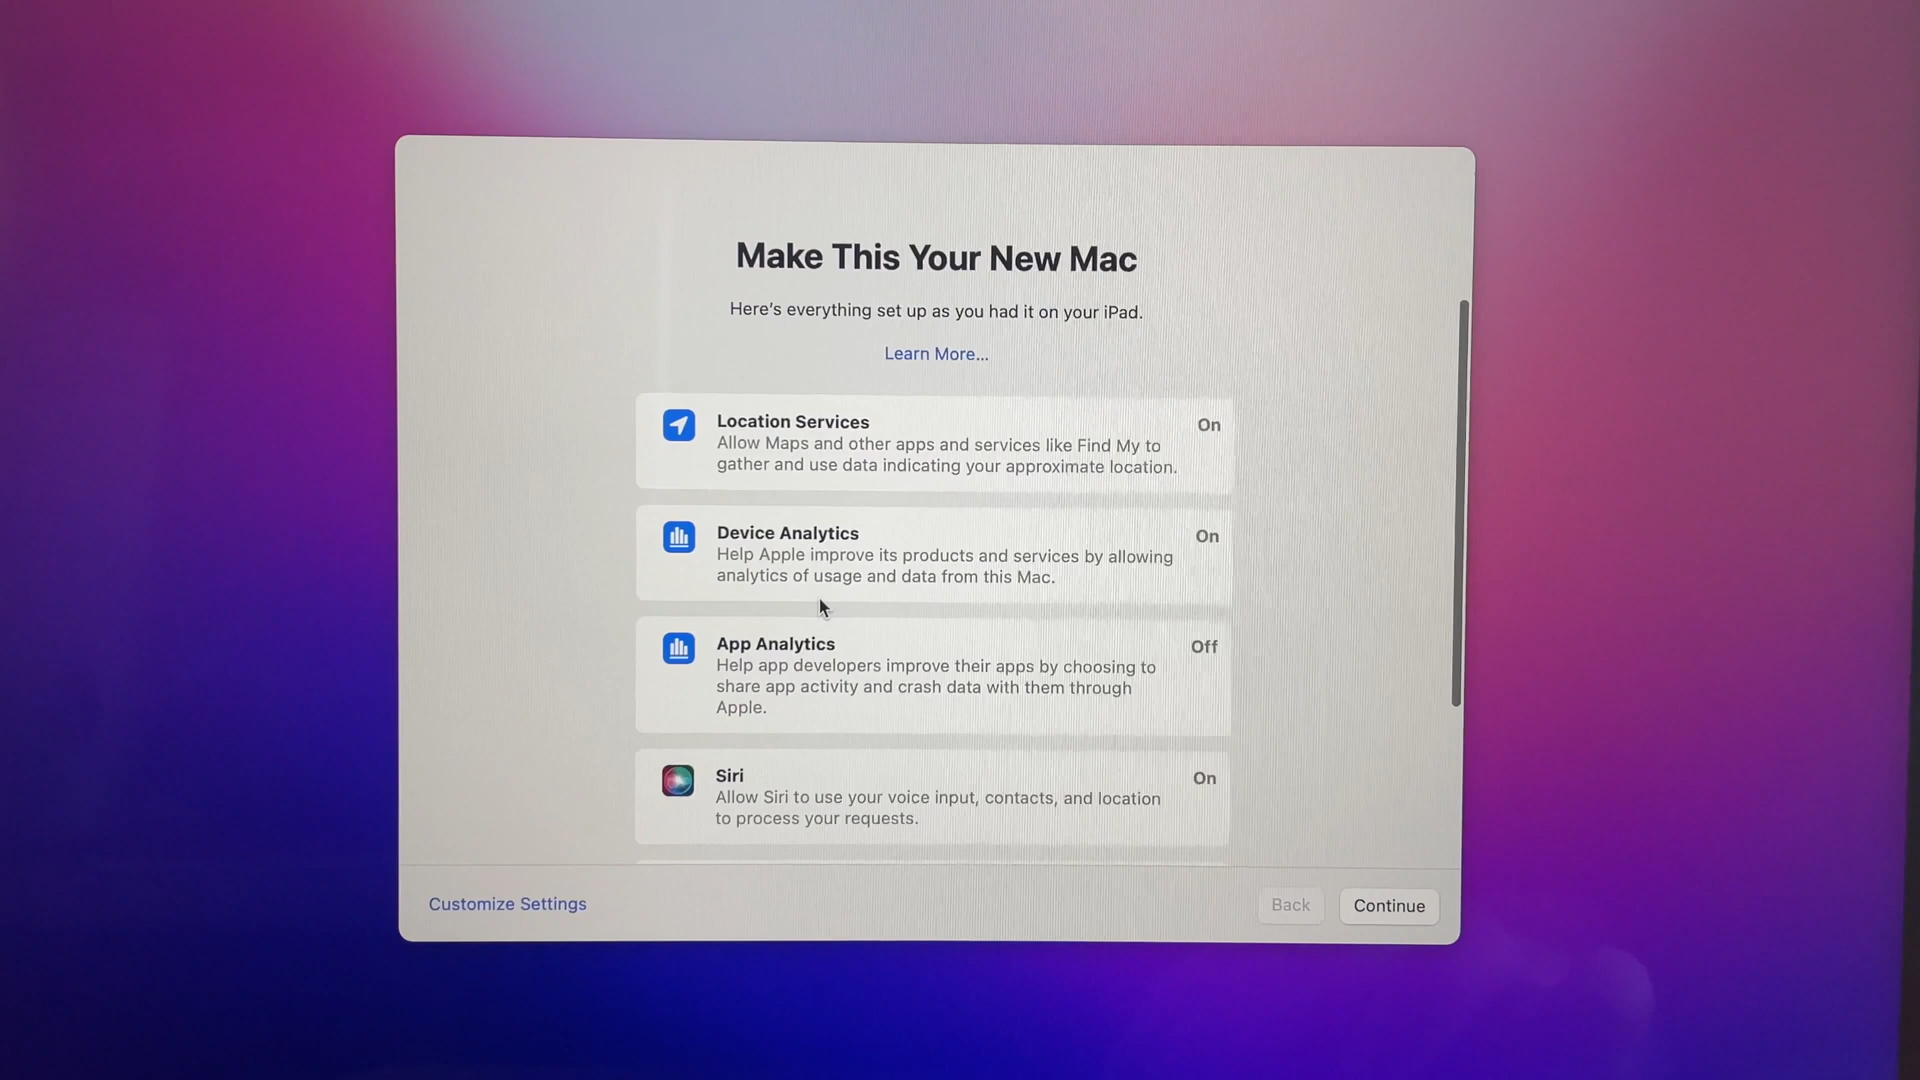 Make This Your New Mac
Here's everything set up as you had it on your iPad.
Learn More...
Location Services
On
Allow Maps and other apps and services like Find My to
gather and use data indicating your approximate location.
Device Analytics
On
Help Apple improve its products and services by allowing
analytics of usage and data from this Mac.
App Analytics
Off
Help app developers improve their apps by choosing to
share app activity and crash data with them through
Apple.
Siri
On
Allow Siri to use your voice input, contacts, and location
to process your requests.
Customize Settings
Back
Continue